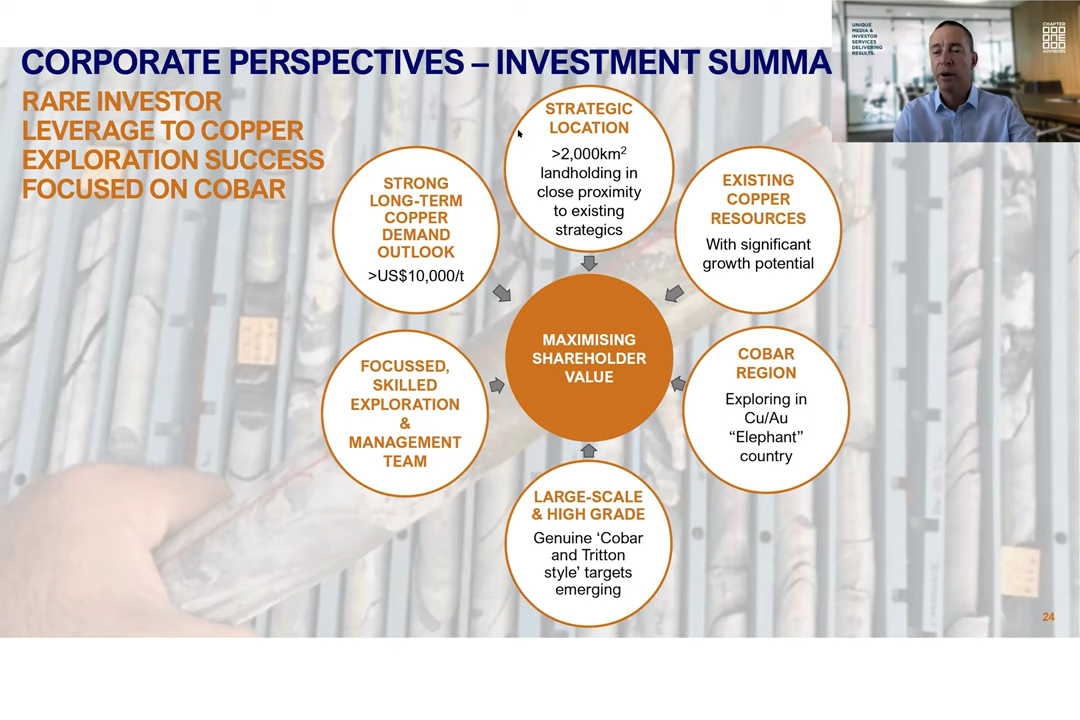 CORPORATE PERSPECTIVES – INVESTMENT SUMMA
RARE INVESTOR
LEVERAGE TO COPPER
EXPLORATION SUCCESS
FOCUSED ON COBAR
STRATEGIC
LOCATION
>2,000km²
landholding in
close proximity
to existing
strategics
STRONG
LONG-TERM
COPPER
DEMAND
OUTLOOK
>US$10,000/t
EXISTING
COPPER
RESOURCES
With significant
growth potential
MAXIMISING
SHAREHOLDER
VALUE
FOCUSSED,
SKILLED
EXPLORATION
&
MANAGEMENT
TEAM
COBAR
REGION
Exploring in
Cu/Au
“Elephant”
country
LARGE-SCALE
& HIGH GRADE
Genuine ‘Cobar
and Tritton
style’ targets
emerging
24
UNIQUE
MEDIA &
INVESTOR
SERVICES
DELIVERING
RESULTS.
CHAPTER
ADVISORS